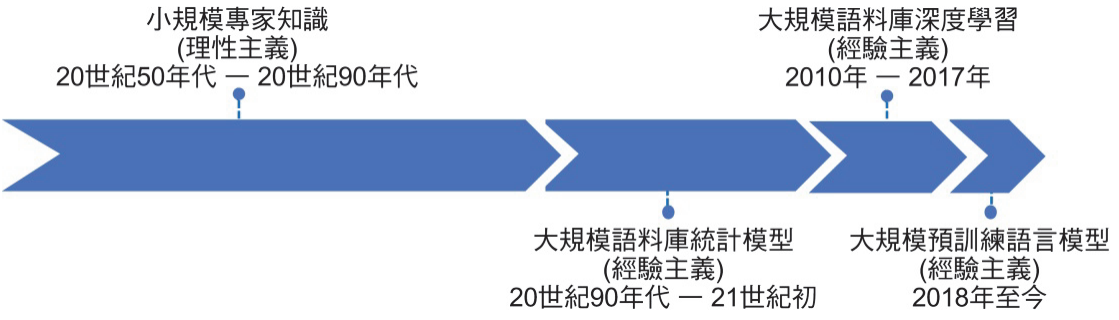 小規模專家知識
(理性主義)
20世紀50年代 — 20世紀90年代
大規模語料庫深度學習
(經驗主義)
2010年 — 2017年
大規模語料庫統計模型
(經驗主義)
20世紀90年代 — 21世紀初
大規模預訓練語言模型
(經驗主義)
2018年至今